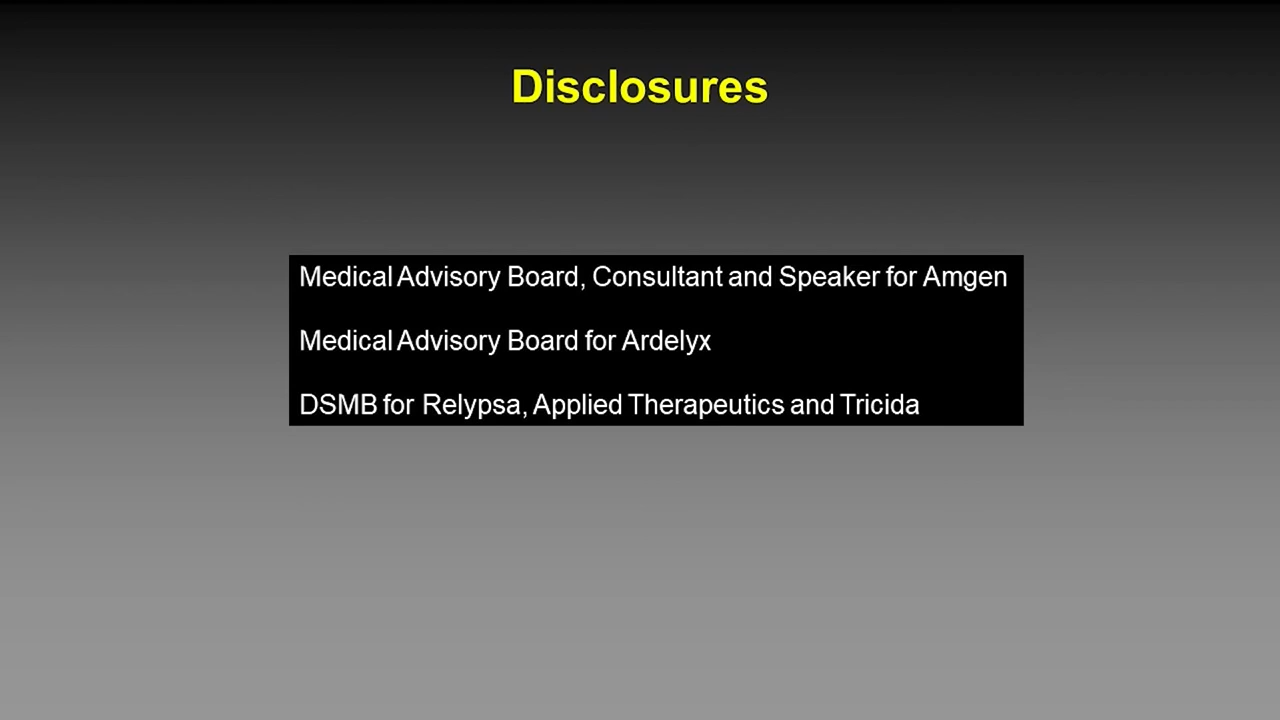 Disclosures
Medical Advisory Board, Consultant and Speaker for Amgen
Medical Advisory Board for Ardelyx
DSMB for Relypsa, Applied Therapeutics and Tricida